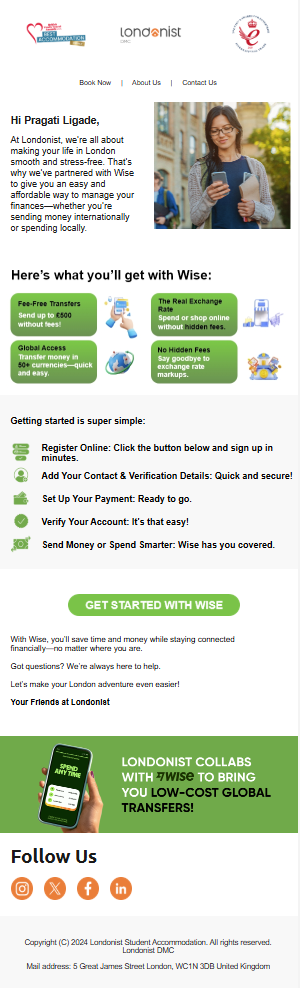 BEST
ACCOMMODATION
londonist
DMC
Book Now | About Us | Contact Us
Hi Pragati Ligade,
At Londonist, we're all about
making your life in London
smooth and stress-free. That's
why we've partnered with Wise
to give you an easy and
affordable way to manage your
finances—whether you're
sending money internationally
or spending locally.
Here's what you'll get with Wise:
Fee-Free Transfers
Send up to £500
without fees!
The Real Exchange
Rate
Spend or shop online
without hidden fees.
Global Access
Transfer money in
50+ currencies—quick
and easy.
No Hidden Fees
Say goodbye to
exchange rate
markups.
Getting started is super simple:
Register Online: Click the button below and sign up in
minutes.
Add Your Contact & Verification Details: Quick and secure!
Set Up Your Payment: Ready to go.
Verify Your Account: It's that easy!
Send Money or Spend Smarter: Wise has you covered.
GET STARTED WITH WISE
With Wise, you'll save time and money while staying connected
financially—no matter where you are.
Got questions? We're always here to help.
Let's make your London adventure even easier!
Your Friends at Londonist
SPEND
ANY TIME
LONDONIST COLLABS
WITH WISE TO BRING
YOU LOW-COST GLOBAL
TRANSFERS!
Follow Us
Copyright (C) 2024 Londonist Student Accommodation. All rights reserved.
Londonist DMC
Mail address: 5 Great James Street London, WC1N 3DB United Kingdom